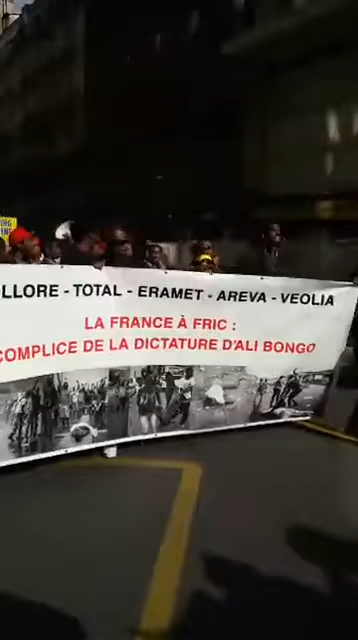 LLORE - TOTAL - ERAMET - AREVA - VEOLIA
LA FRANCE À FRIC :
COMPLICE DE LA DICTATURE D'ALI BONGO